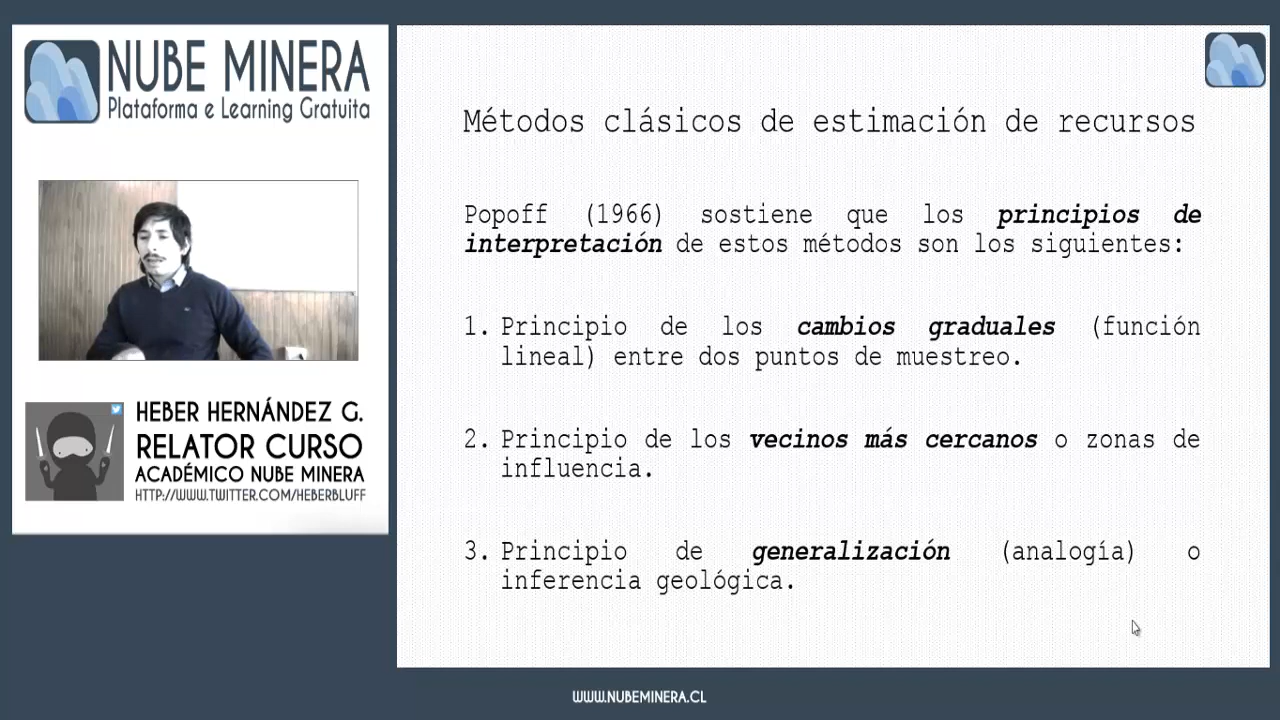 NUBE MINERA
Plataforma e Learning Gratuita
HEBER HERNÁNDEZ G.
RELATOR CURSO
ACADÉMICO NUBE MINERA
HTTP://WWW.TWITTER.COM/HEBERBLUFF
Métodos clásicos de estimación de recursos
Popoff (1966) sostiene que los principios de
interpretación de estos métodos son los siguientes:
1. Principio de los cambios graduales (función
lineal) entre dos puntos de muestreo.
2. Principio de los vecinos más cercanos o zonas de
influencia.
3. Principio de generalización (analogía) o
inferencia geológica.
WWW.NUBEMINERA.CL